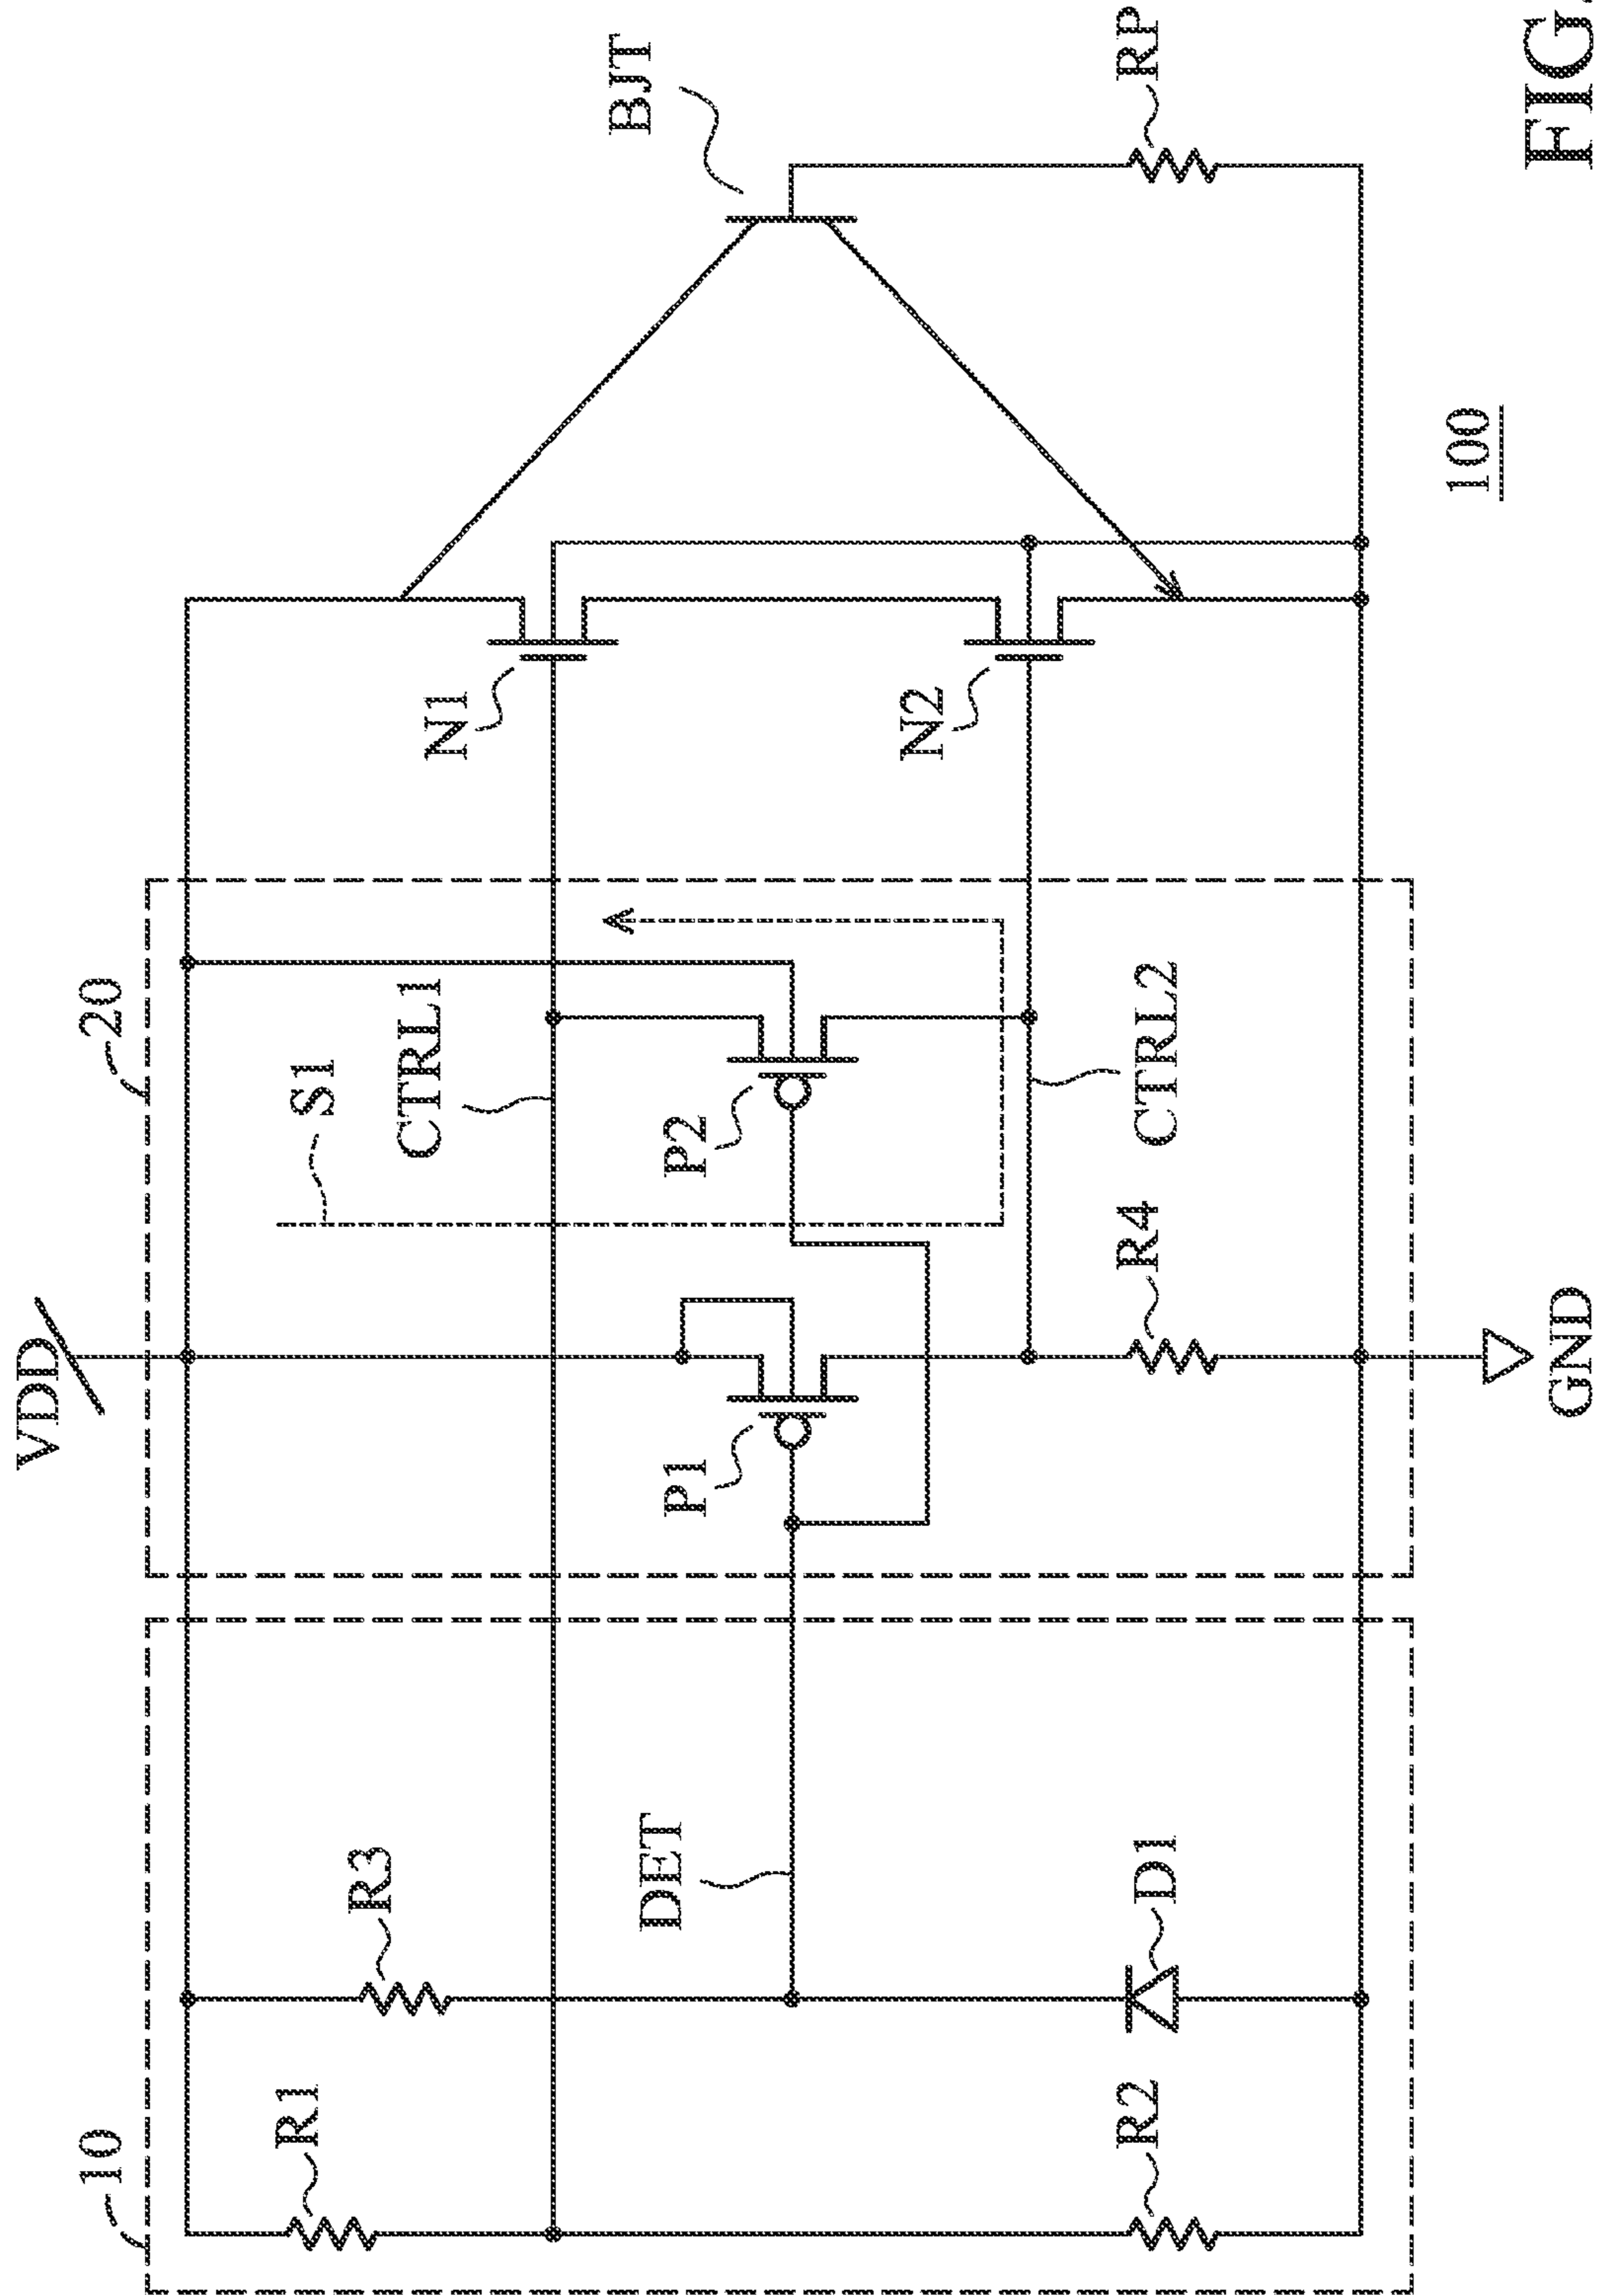 VDD
10
20
R1
R3
S1
CTRL1
N1
BJT
DET
P1
P2
N2
R2
D1
R4
CTRL2
RP
GND
100
FIG.